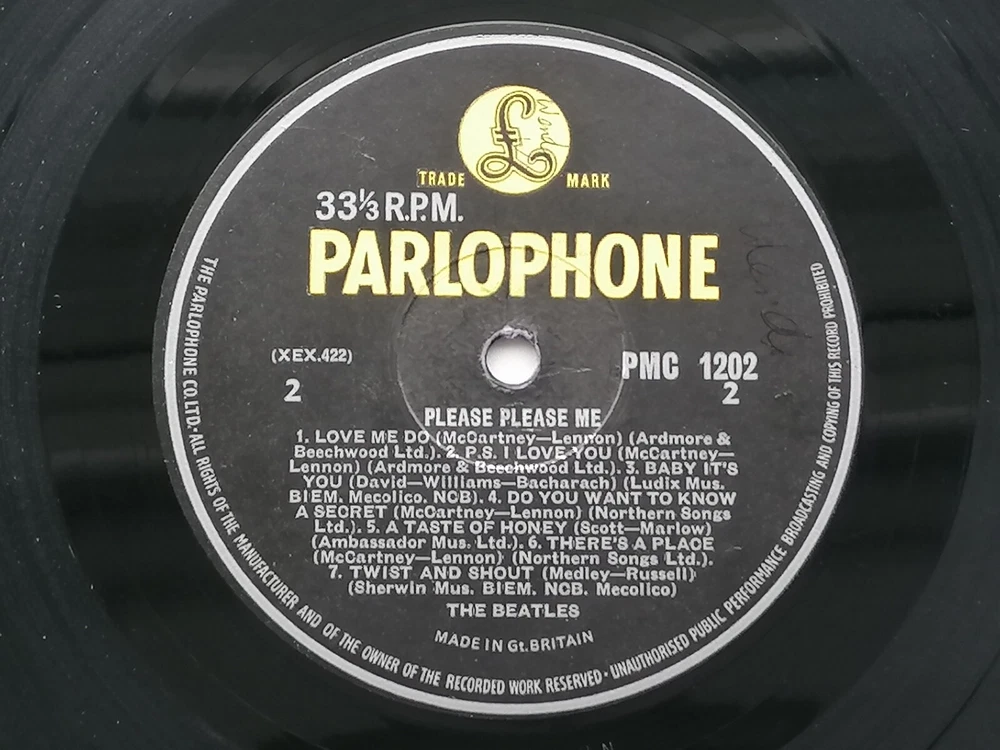 £
TRADE MARK
33⅓ R.P.M.
PARLOPHONE
(XEX.422)
2
PMC 1202
2
PLEASE PLEASE ME
1. LOVE ME DO (McCartney—Lennon) (Ardmore &
Beechwood Ltd.). 2. P.S. I LOVE YOU (McCartney—
Lennon) (Ardmore & Beechwood Ltd.). 3. BABY IT'S
YOU (David—Williams—Bacharach) (Ludix Mus.
BIEM. Mecolico. NCB). 4. DO YOU WANT TO KNOW
A SECRET (McCartney—Lennon) (Northern Songs
Ltd.). 5. A TASTE OF HONEY (Scott—Marlow)
(Ambassador Mus. Ltd.). 6. THERE'S A PLACE
(McCartney—Lennon) (Northern Songs Ltd.).
7. TWIST AND SHOUT (Medley—Russell)
(Sherwin Mus. BIEM. NCB. Mecolico)
THE BEATLES
MADE IN Gt. BRITAIN
THE PARLOPHONE CO. LTD. · ALL RIGHTS OF THE MANUFACTURER AND OF THE OWNER OF THE RECORDED WORK RESERVED · UNAUTHORISED PUBLIC PERFORMANCE BROADCASTING AND COPYING OF THIS RECORD PROHIBITED